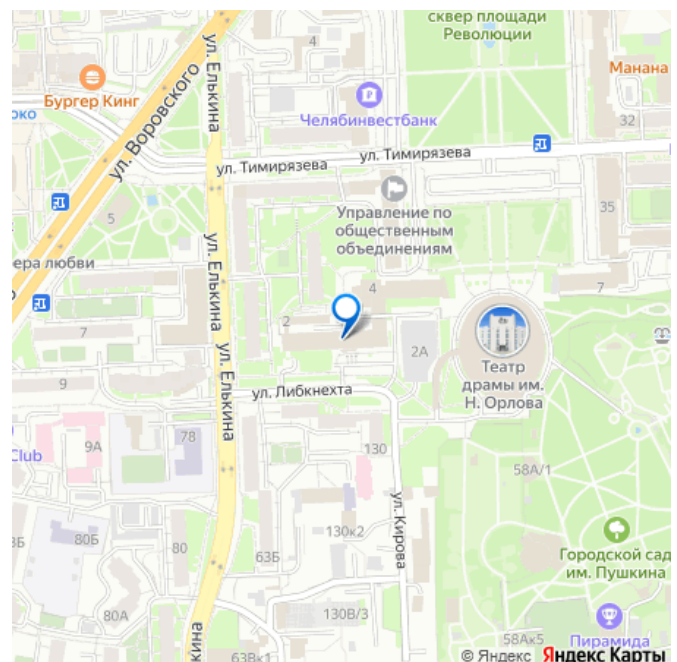 сквер площади
Революции
4
Манана
Бургер Кинг
око
ул. Воровского
ул. Елькина
Челябинвестбанк
32
ул. Тимирязева
ул. Тимирязева
5
Управление по
общественным
объединениям
35
ера любви
ул. Елькина
4
7
2
7
2А
Театр
драмы им.
Н. Орлова
9
ул. Елькина
ул. Либкнехта
78
9А
Club
130
58А/1
ул. Кирова
3Б
80Б
80
63Б
130к2
Городской сад
им. Пушкина
80А
130В/3
58Ак5
Пирамида
63Вк1
© Яндекс Яндекс Карты